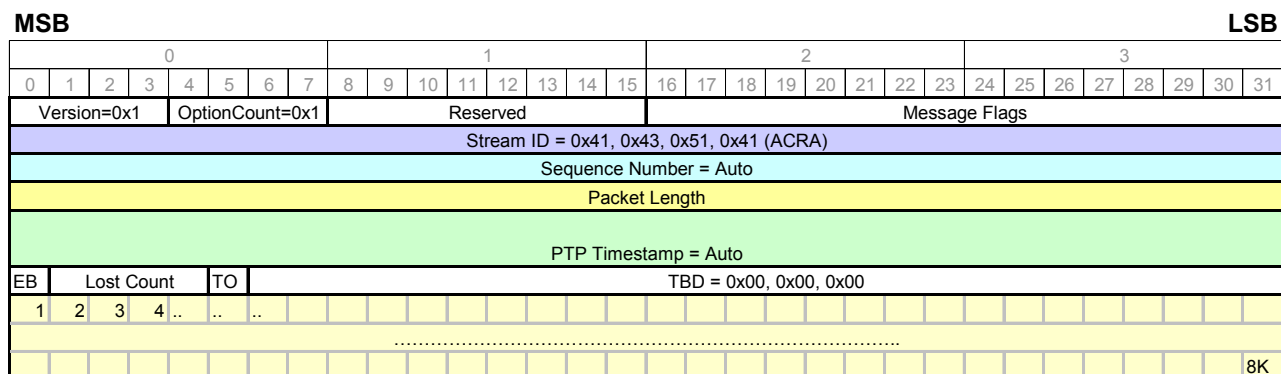 MSB LSB
0 1 2 3
0 1 2 3 4 5 6 7 8 9 10 11 12 13 14 15 16 17 18 19 20 21 22 23 24 25 26 27 28 29 30 31
Version=0x1 OptionCount=0x1 Reserved Message Flags
Stream ID = 0x41, 0x43, 0x51, 0x41 (ACRA)
Sequence Number = Auto
Packet Length
PTP Timestamp = Auto
EB Lost Count TO TBD = 0x00, 0x00, 0x00
1 2 3 4 .. .. ..
………………………………………………………………………..
8K